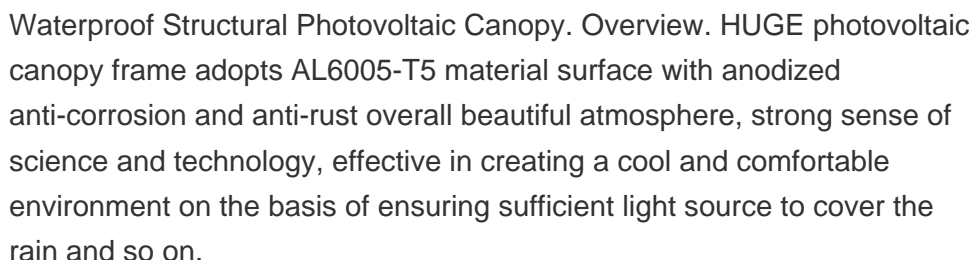 Waterproof Structural Photovoltaic Canopy. Overview. HUGE photovoltaic
canopy frame adopts AL6005-T5 material surface with anodized
anti-corrosion and anti-rust overall beautiful atmosphere, strong sense of
science and technology, effective in creating a cool and comfortable
environment on the basis of ensuring sufficient light source to cover the
rain and so on.